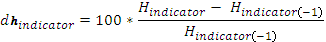 dh_indicator = 100 * (H_indicator − H_indicator(−1)) / H_indicator(−1)